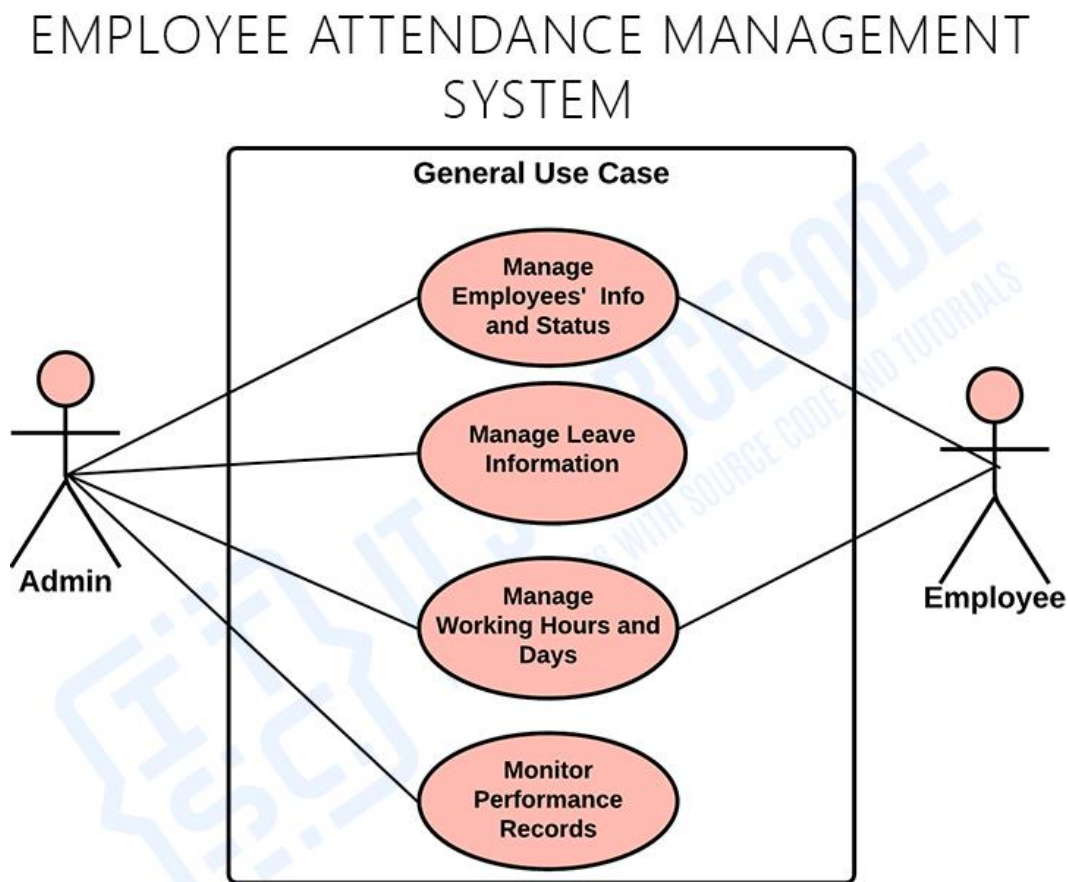 EMPLOYEE ATTENDANCE MANAGEMENT
SYSTEM
General Use Case
Manage
Employees' Info
and Status
Manage Leave
Information
Manage
Working Hours and
Days
Monitor
Performance
Records
Admin
Employee